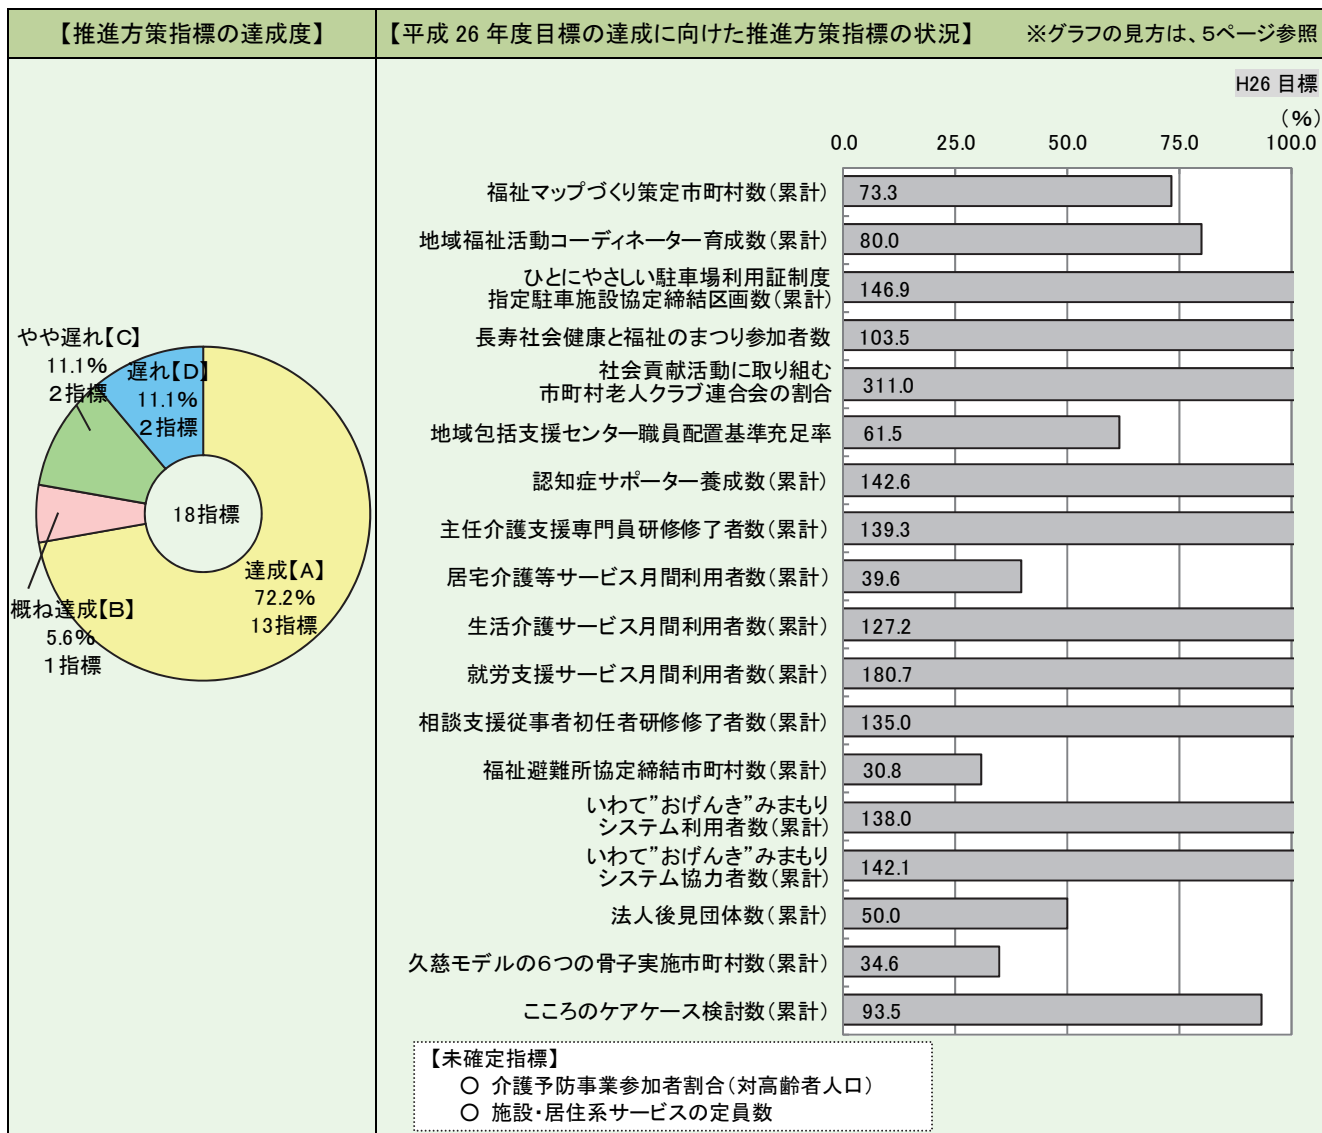 【推進方策指標の達成度】
【平成 26 年度目標の達成に向けた推進方策指標の状況】 ※グラフの見方は、5ページ参照
やや遅れ【C】
11.1%
2指標
遅れ【D】
11.1%
2指標
18指標
達成【A】
72.2%
13指標
概ね達成【B】
5.6%
1指標
H26 目標
(%)
0.0 25.0 50.0 75.0 100.0
福祉マップづくり策定市町村数(累計) 73.3
地域福祉活動コーディネーター育成数(累計) 80.0
ひとにやさしい駐車場利用証制度
指定駐車施設協定締結区画数(累計) 146.9
長寿社会健康と福祉のまつり参加者数 103.5
社会貢献活動に取り組む
市町村老人クラブ連合会の割合 311.0
地域包括支援センター職員配置基準充足率 61.5
認知症サポーター養成数(累計) 142.6
主任介護支援専門員研修修了者数(累計) 139.3
居宅介護等サービス月間利用者数(累計) 39.6
生活介護サービス月間利用者数(累計) 127.2
就労支援サービス月間利用者数(累計) 180.7
相談支援従事者初任者研修修了者数(累計) 135.0
福祉避難所協定締結市町村数(累計) 30.8
いわて”おげんき”みまもり
システム利用者数(累計) 138.0
いわて”おげんき”みまもり
システム協力者数(累計) 142.1
法人後見団体数(累計) 50.0
久慈モデルの6つの骨子実施市町村数(累計) 34.6
こころのケアケース検討数(累計) 93.5
【未確定指標】
○ 介護予防事業参加者割合(対高齢者人口)
○ 施設・居住系サービスの定員数